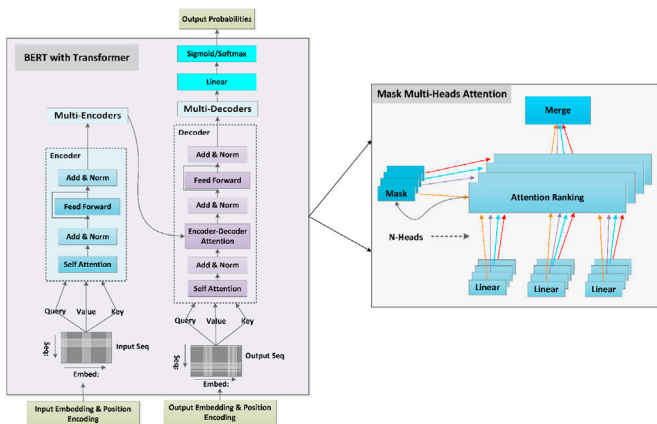 Output Probabilities
BERT with Transformer
Sigmoid/Softmax
Linear
Multi-Encoders
Multi-Decoders
Encoder
Add & Norm
Feed Forward
Add & Norm
Self Attention
Decoder
Add & Norm
Feed Forward
Add & Norm
Encoder-Decoder
Attention
Add & Norm
Self Attention
Query
Value
Key
Query
Value
Key
Seq:
Input Seq
Embed:
Seq:
Output Seq
Embed:
Input Embedding & Position
Encoding
Output Embedding & Position
Encoding
Mask Multi-Heads Attention
Merge
Mask
Attention Ranking
N-Heads
Linear
Linear
Linear